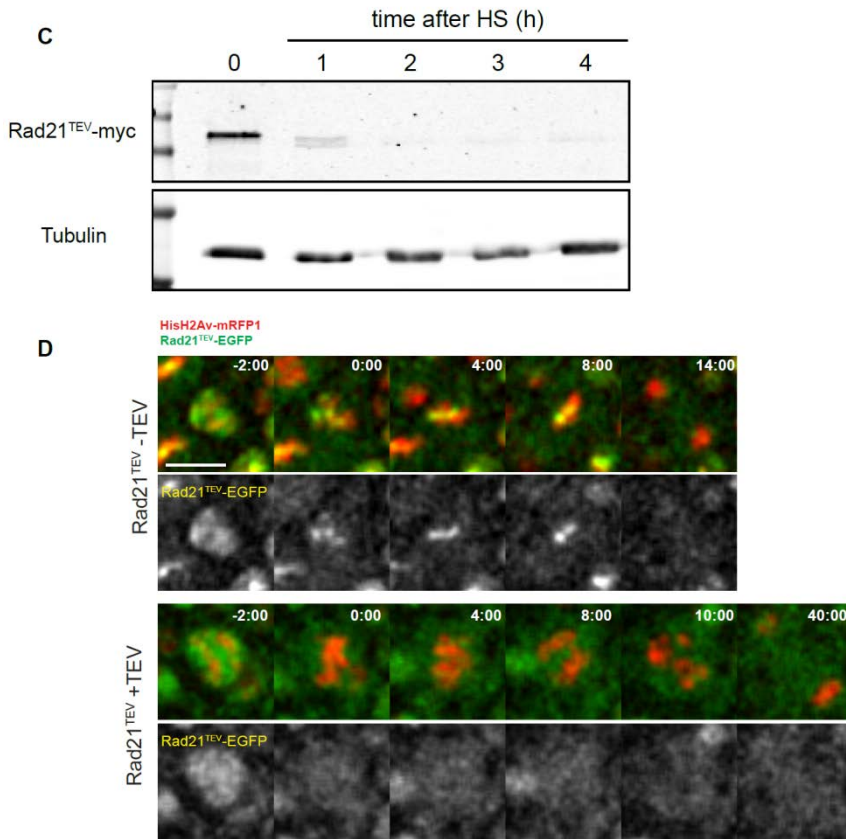 C
time after HS (h)
0 1 2 3 4
Rad21TEV-myc
Tubulin
HisH2Av-mRFP1
Rad21TEV-EGFP
D
-2:00 0:00 4:00 8:00 14:00
Rad21TEV -TEV
Rad21TEV-EGFP
-2:00 0:00 4:00 8:00 10:00 40:00
Rad21TEV +TEV
Rad21TEV-EGFP